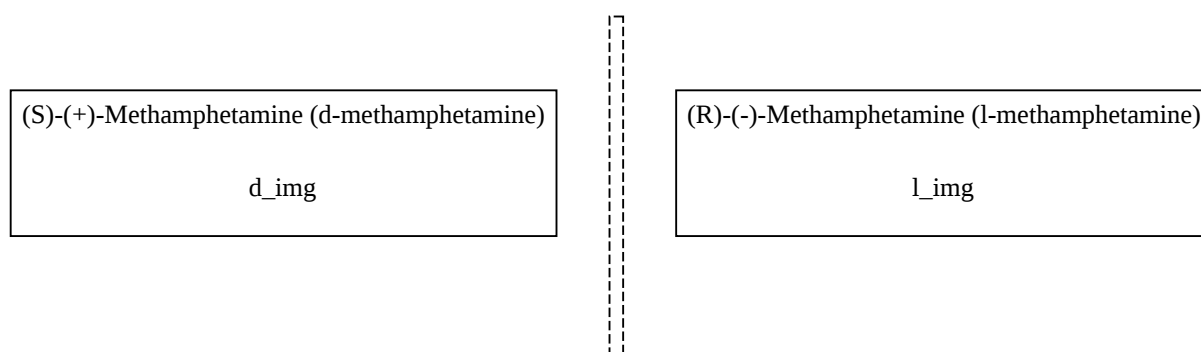 (S)-(+)-Methamphetamine (d-methamphetamine)
d_img
(R)-(-)-Methamphetamine (l-methamphetamine)
l_img